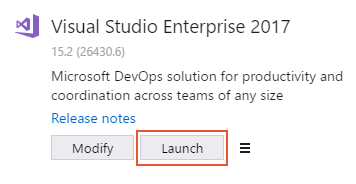 Visual Studio Enterprise 2017
15.2 (26430.6)
Microsoft DevOps solution for productivity and
coordination across teams of any size
Release notes
Modify Launch